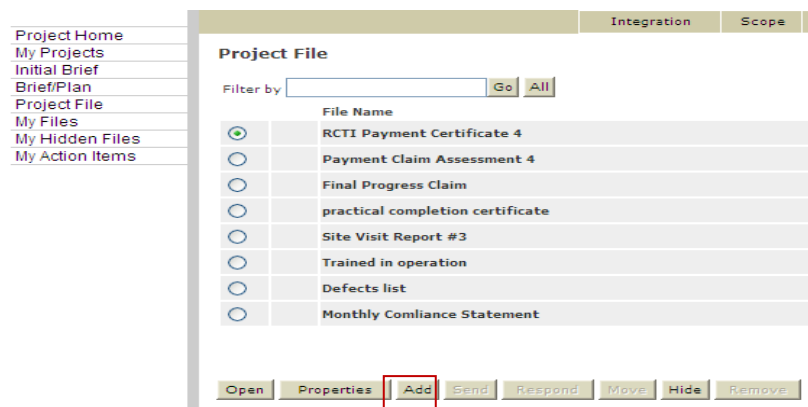 Integration Scope
Project Home
My Projects
Initial Brief
Brief/Plan
Project File
My Files
My Hidden Files
My Action Items
Project File
Filter by Go All
File Name
RCTI Payment Certificate 4
Payment Claim Assessment 4
Final Progress Claim
practical completion certificate
Site Visit Report #3
Trained in operation
Defects list
Monthly Comliance Statement
Open Properties Add Send Respond Move Hide Remove